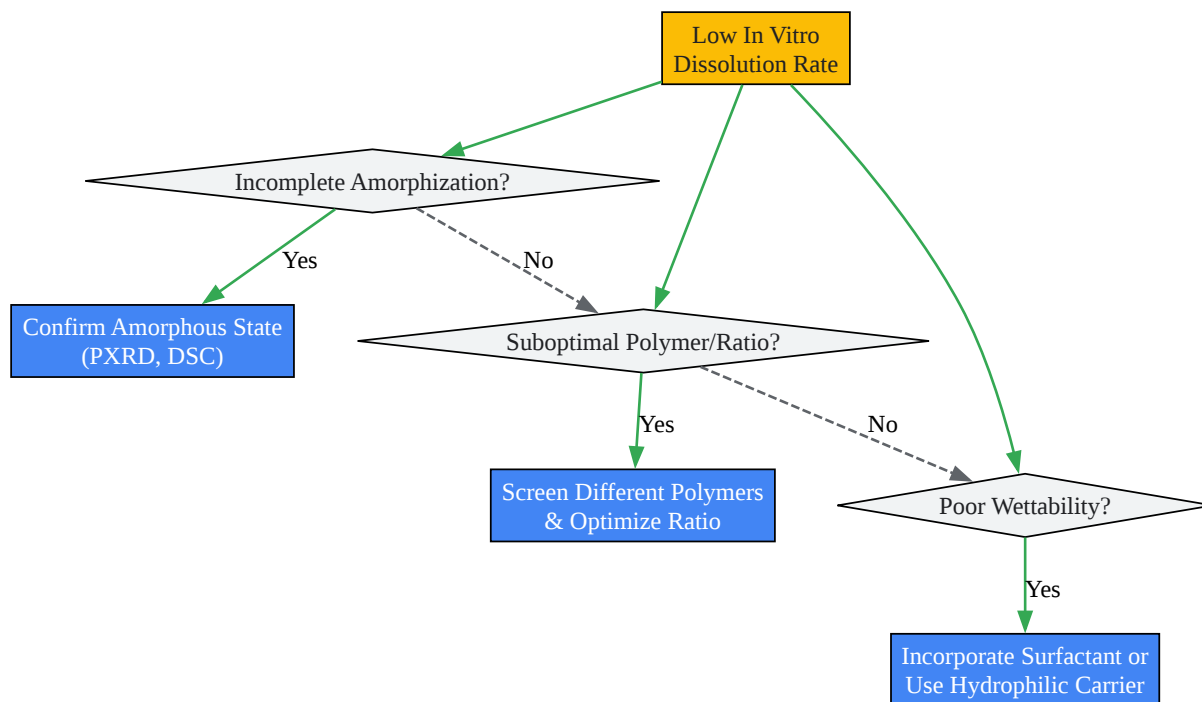 Low In Vitro
Dissolution Rate
Incomplete Amorphization?
Yes
No
Confirm Amorphous State
(PXRD, DSC)
Suboptimal Polymer/Ratio?
Yes
No
Screen Different Polymers
& Optimize Ratio
Poor Wettability?
Yes
Incorporate Surfactant or
Use Hydrophilic Carrier